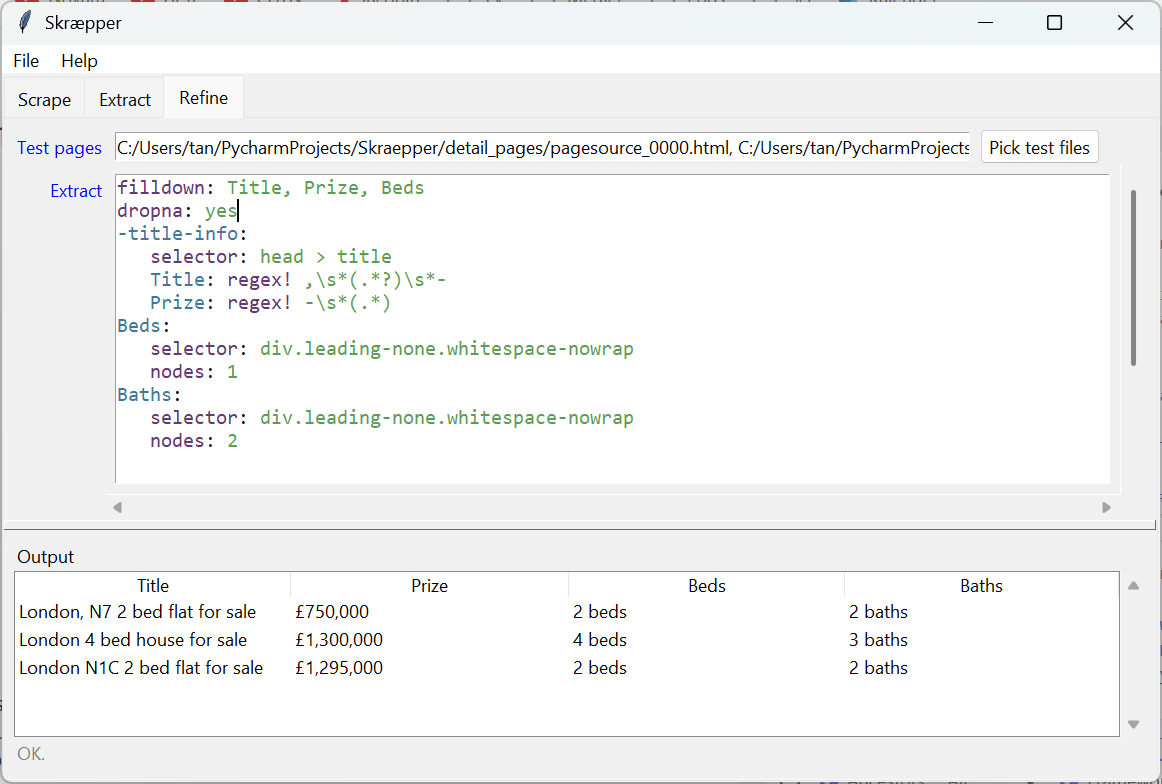 Skræpper
File Help
Scrape Extract Refine
Test pages C:/Users/tan/PycharmProjects/Skraepper/detail_pages/pagesource_0000.html, C:/Users/tan/PycharmProjects Pick test files
Extract
filldown: Title, Prize, Beds
dropna: yes
-title-info:
   selector: head > title
   Title: regex! ,\s*(.*?)\s*-
   Prize: regex! -\s*(.*)
Beds:
   selector: div.leading-none.whitespace-nowrap
   nodes: 1
Baths:
   selector: div.leading-none.whitespace-nowrap
   nodes: 2
Output
Title Prize Beds Baths
London, N7 2 bed flat for sale £750,000 2 beds 2 baths
London 4 bed house for sale £1,300,000 4 beds 3 baths
London N1C 2 bed flat for sale £1,295,000 2 beds 2 baths
OK.